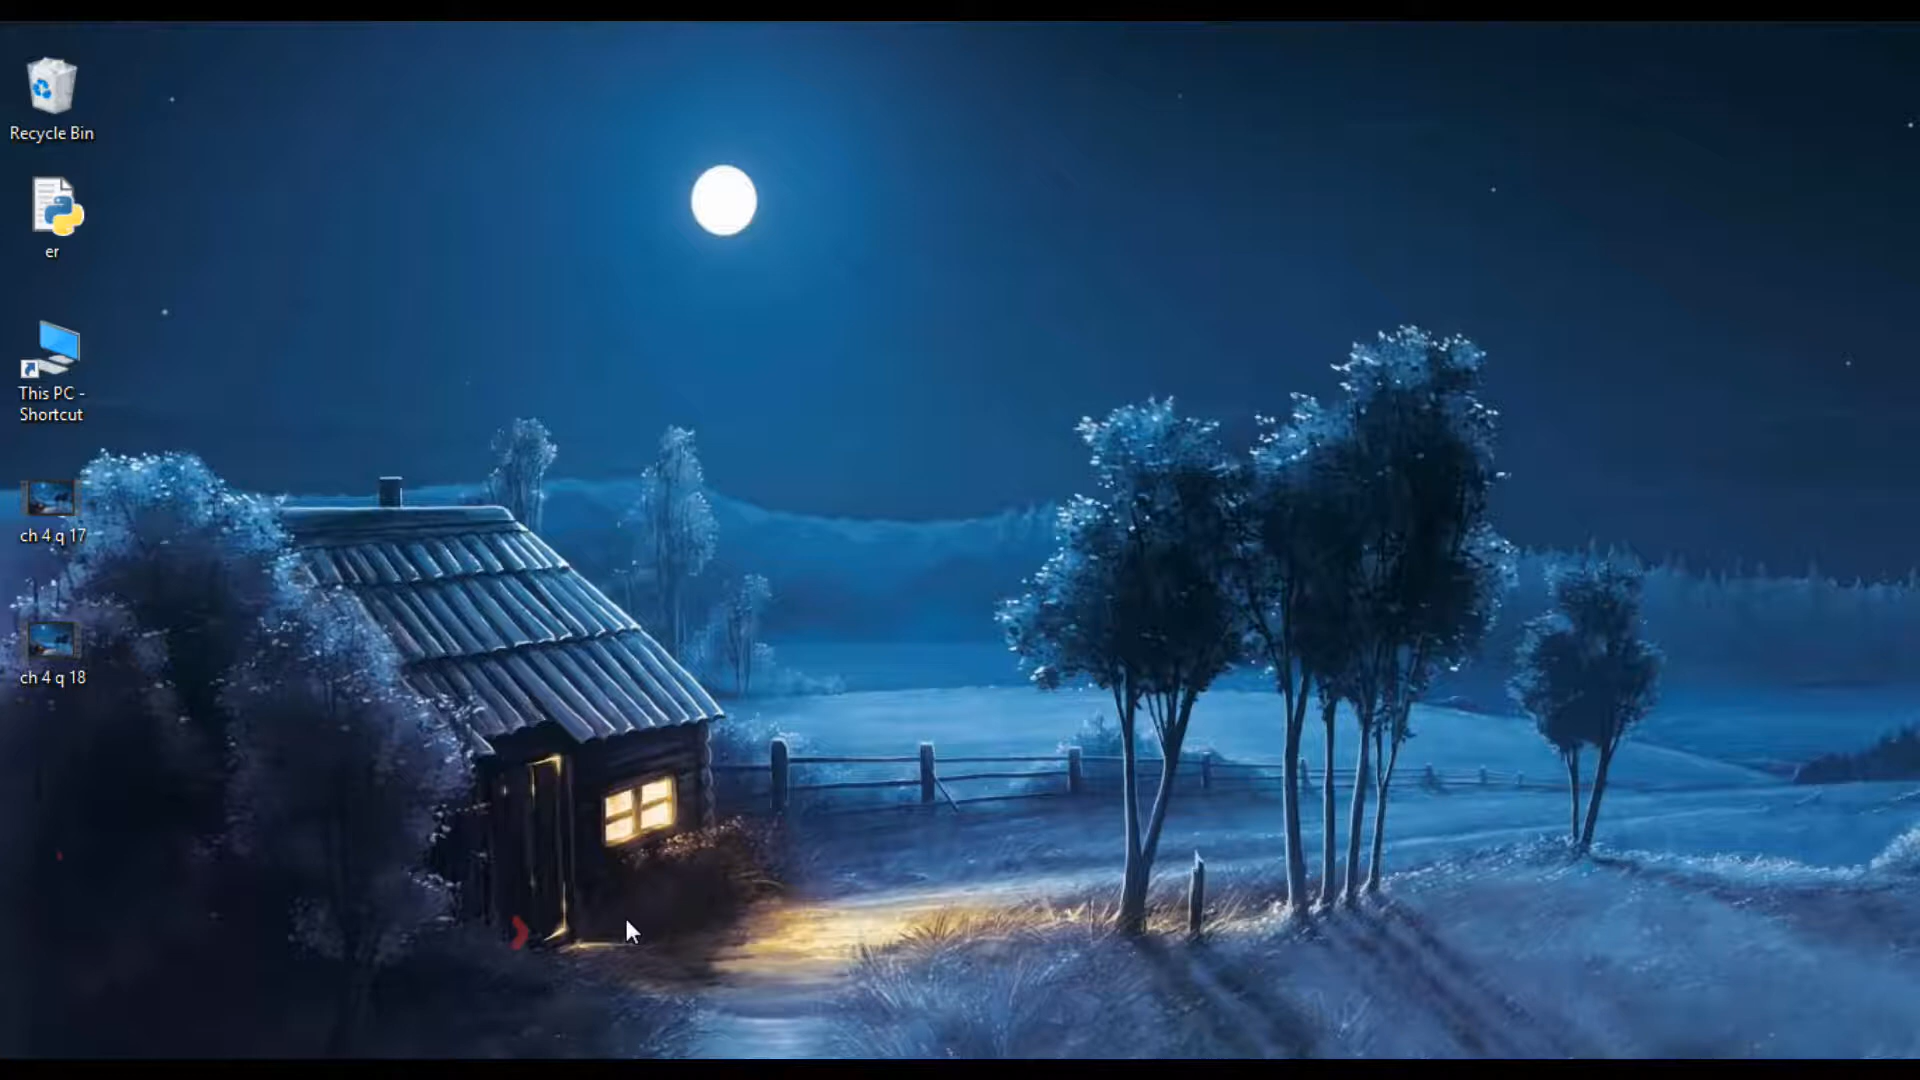 Recycle Bin
er
This PC -
Shortcut
ch 4 q 17
ch 4 q 18